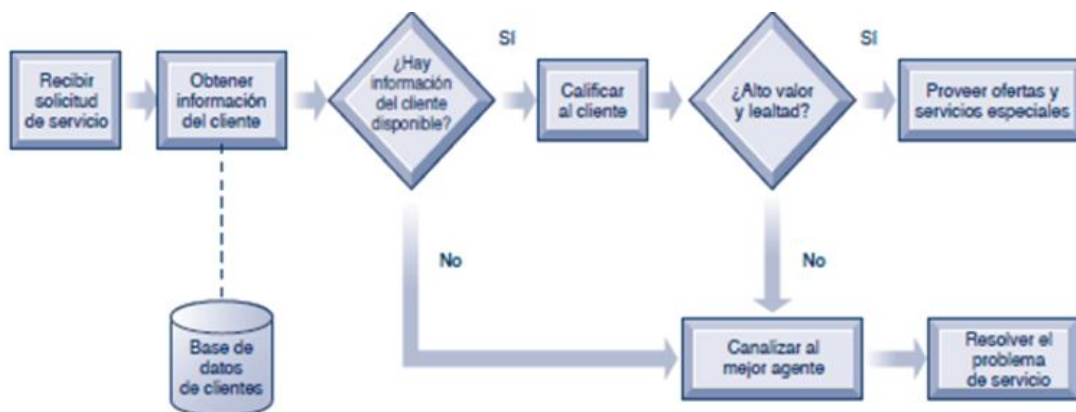 Recibir
solicitud
de servicio
Obtener
información
del cliente
¿Hay
información
del cliente
disponible?
Sí
Calificar
al cliente
¿Alto valor
y lealtad?
Sí
Proveer ofertas y
servicios especiales
No
No
Base de
datos
de clientes
Canalizar al
mejor agente
Resolver el
problema
de servicio